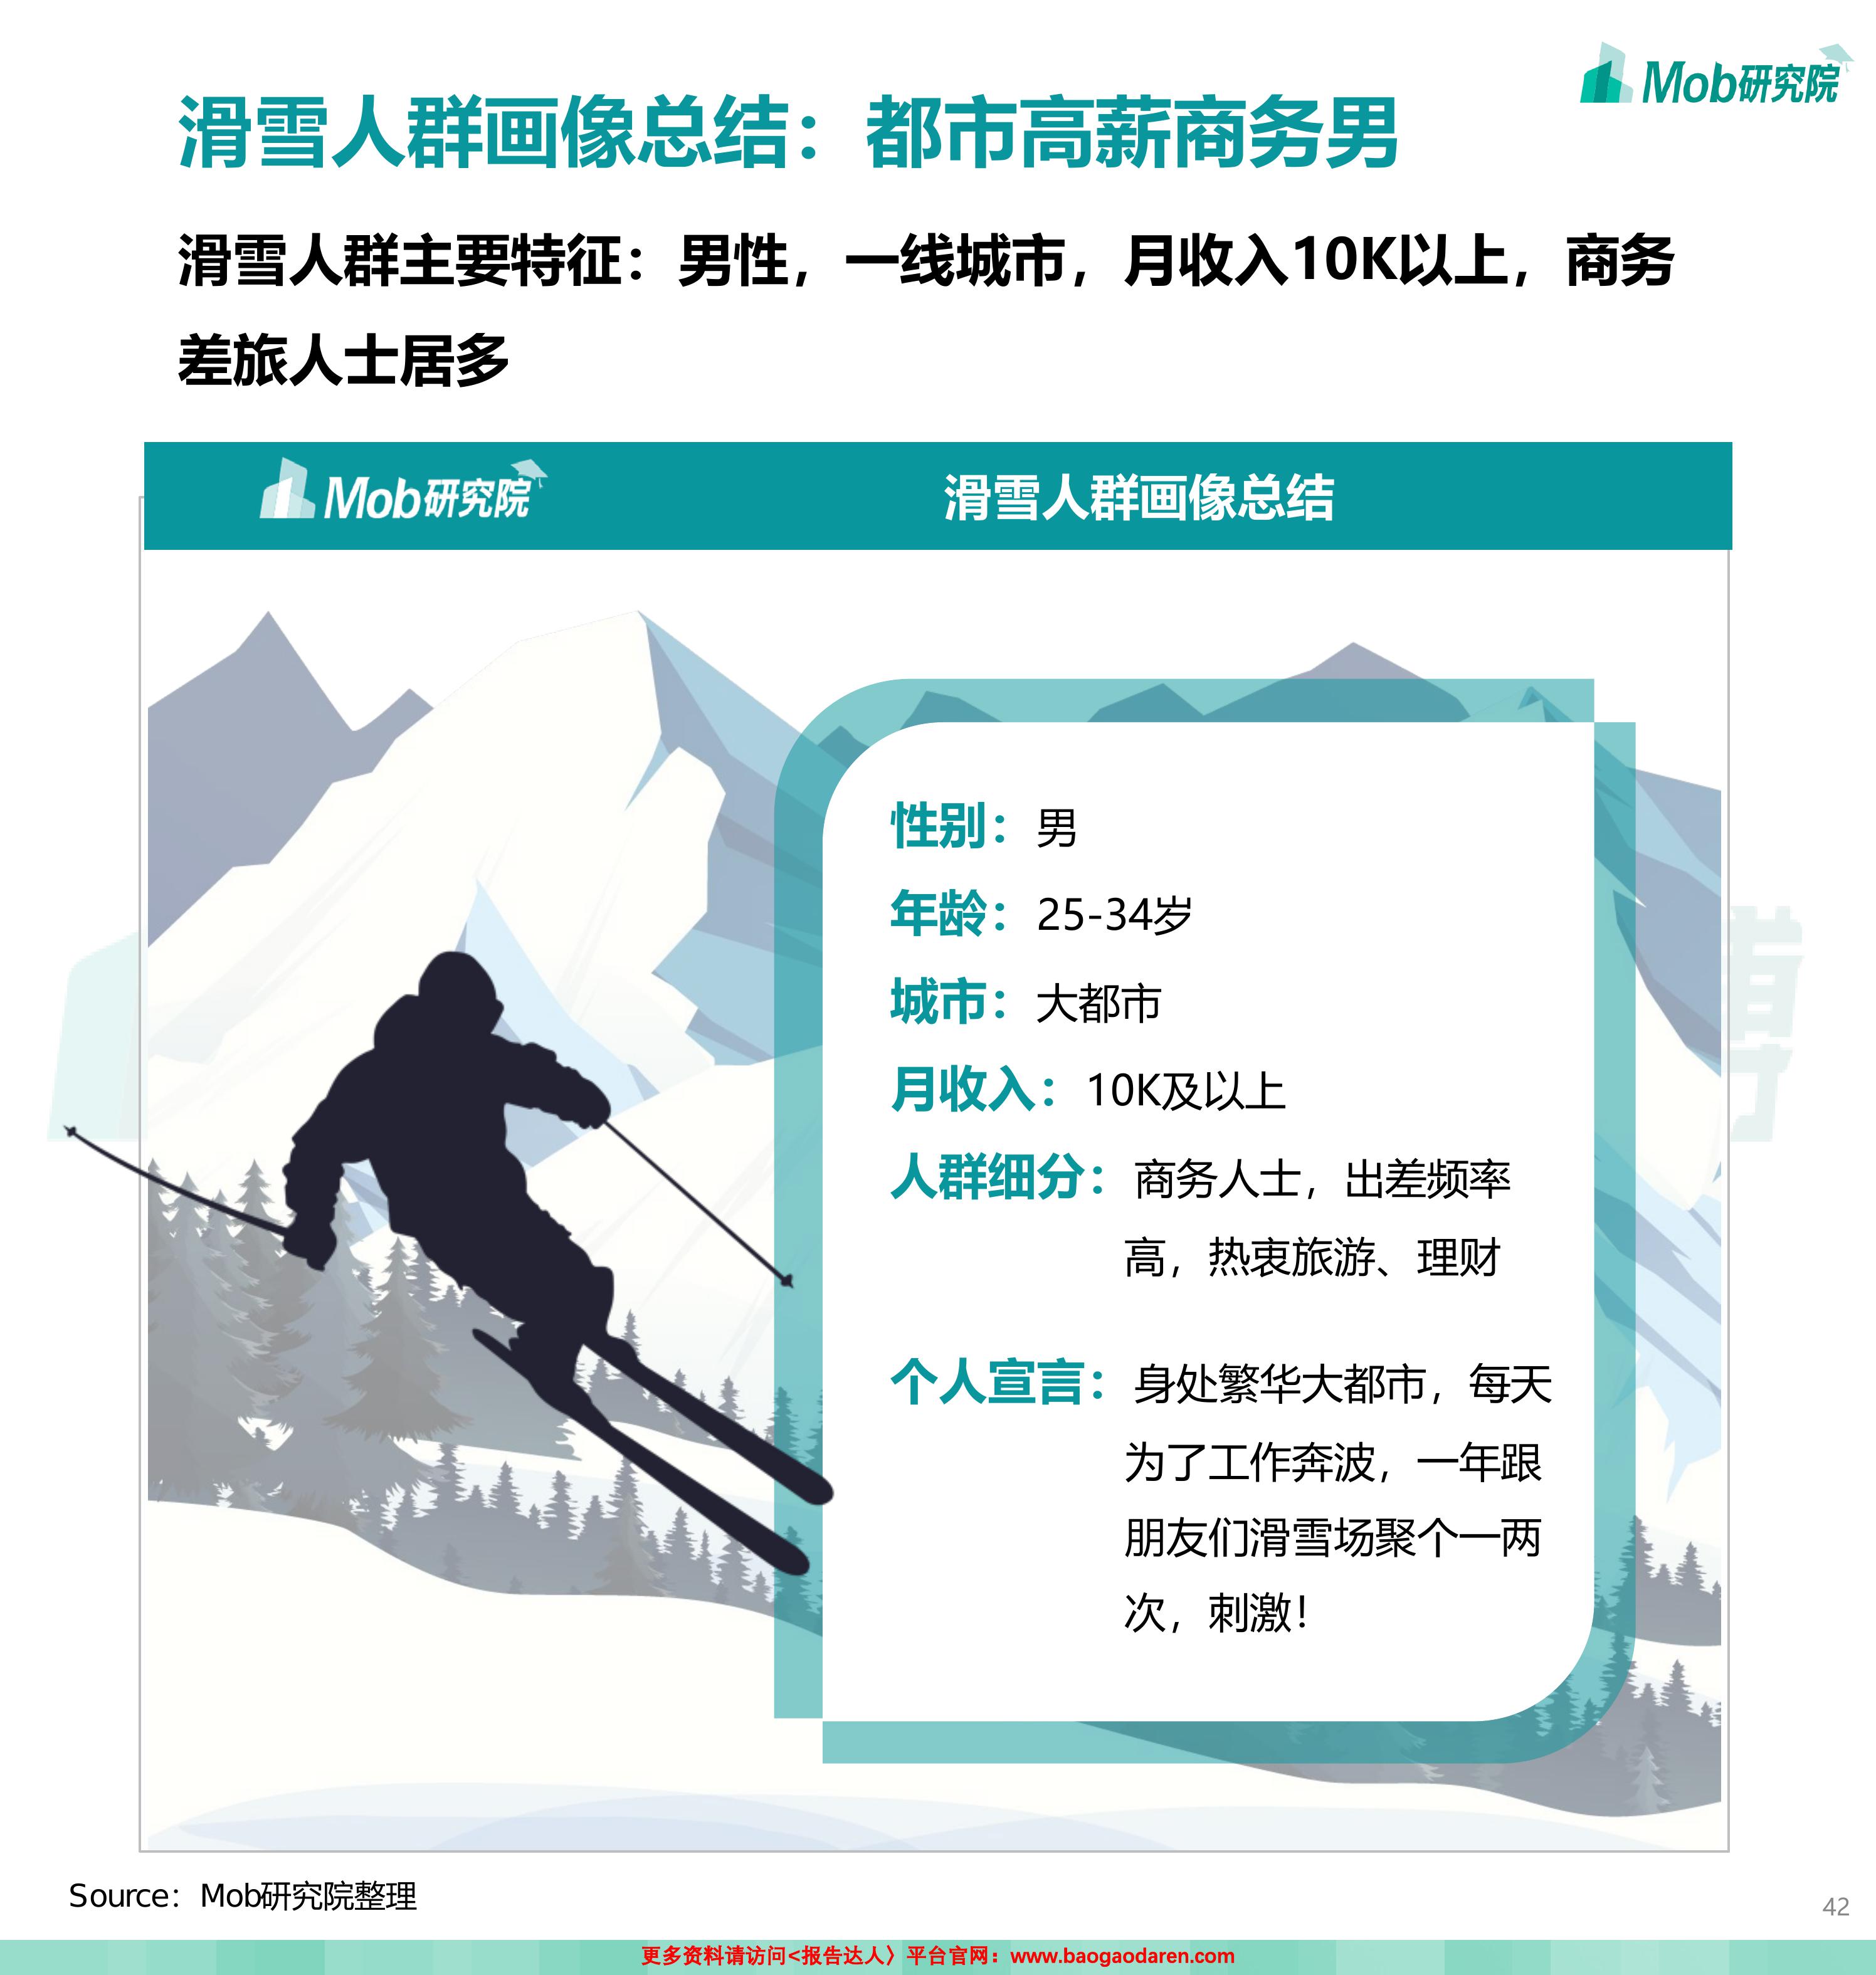 Mob研究院
滑雪人群画像总结：都市高薪商务男
滑雪人群主要特征：男性，一线城市，月收入10K以上，商务
差旅人士居多
Mob研究院
滑雪人群画像总结
性别：男
年龄：25-34岁
城市：大都市
月收入：10K及以上
人群细分：商务人士，出差频率
高，热衷旅游、理财
个人宣言：身处繁华大都市，每天
为了工作奔波，一年跟
朋友们滑雪场聚个一两
次，刺激！
Source：Mob研究院整理
42
更多资料请访问<报告达人〉平台官网：www.baogaodaren.com